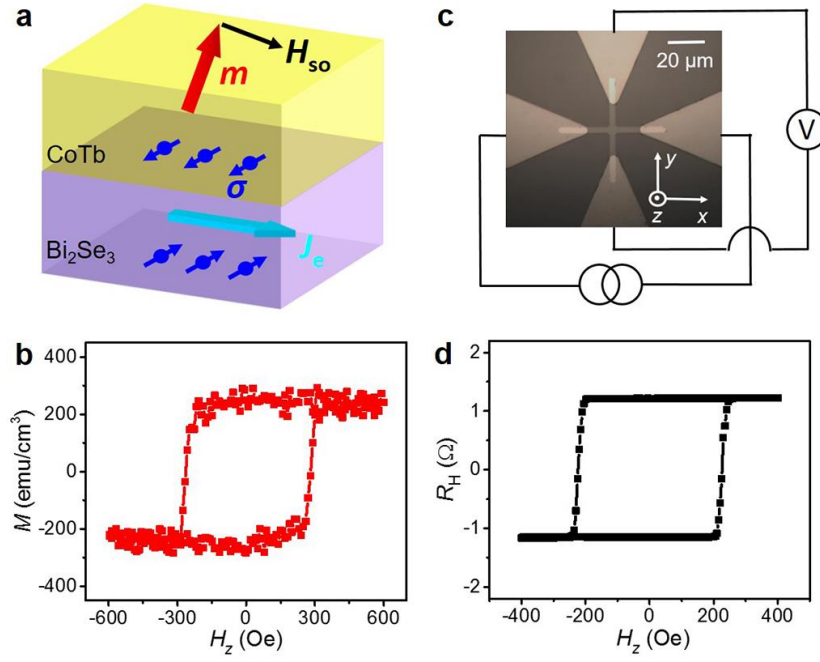 a
H_so
m
CoTb
σ
Bi₂Se₃
J_e
b
M (emu/cm³)
400
200
0
-200
-400
-600
-300
0
300
600
H_z (Oe)
c
20 μm
V
y
z
x
d
R_H (Ω)
2
1
0
-1
-2
-400
-200
0
200
400
H_z (Oe)